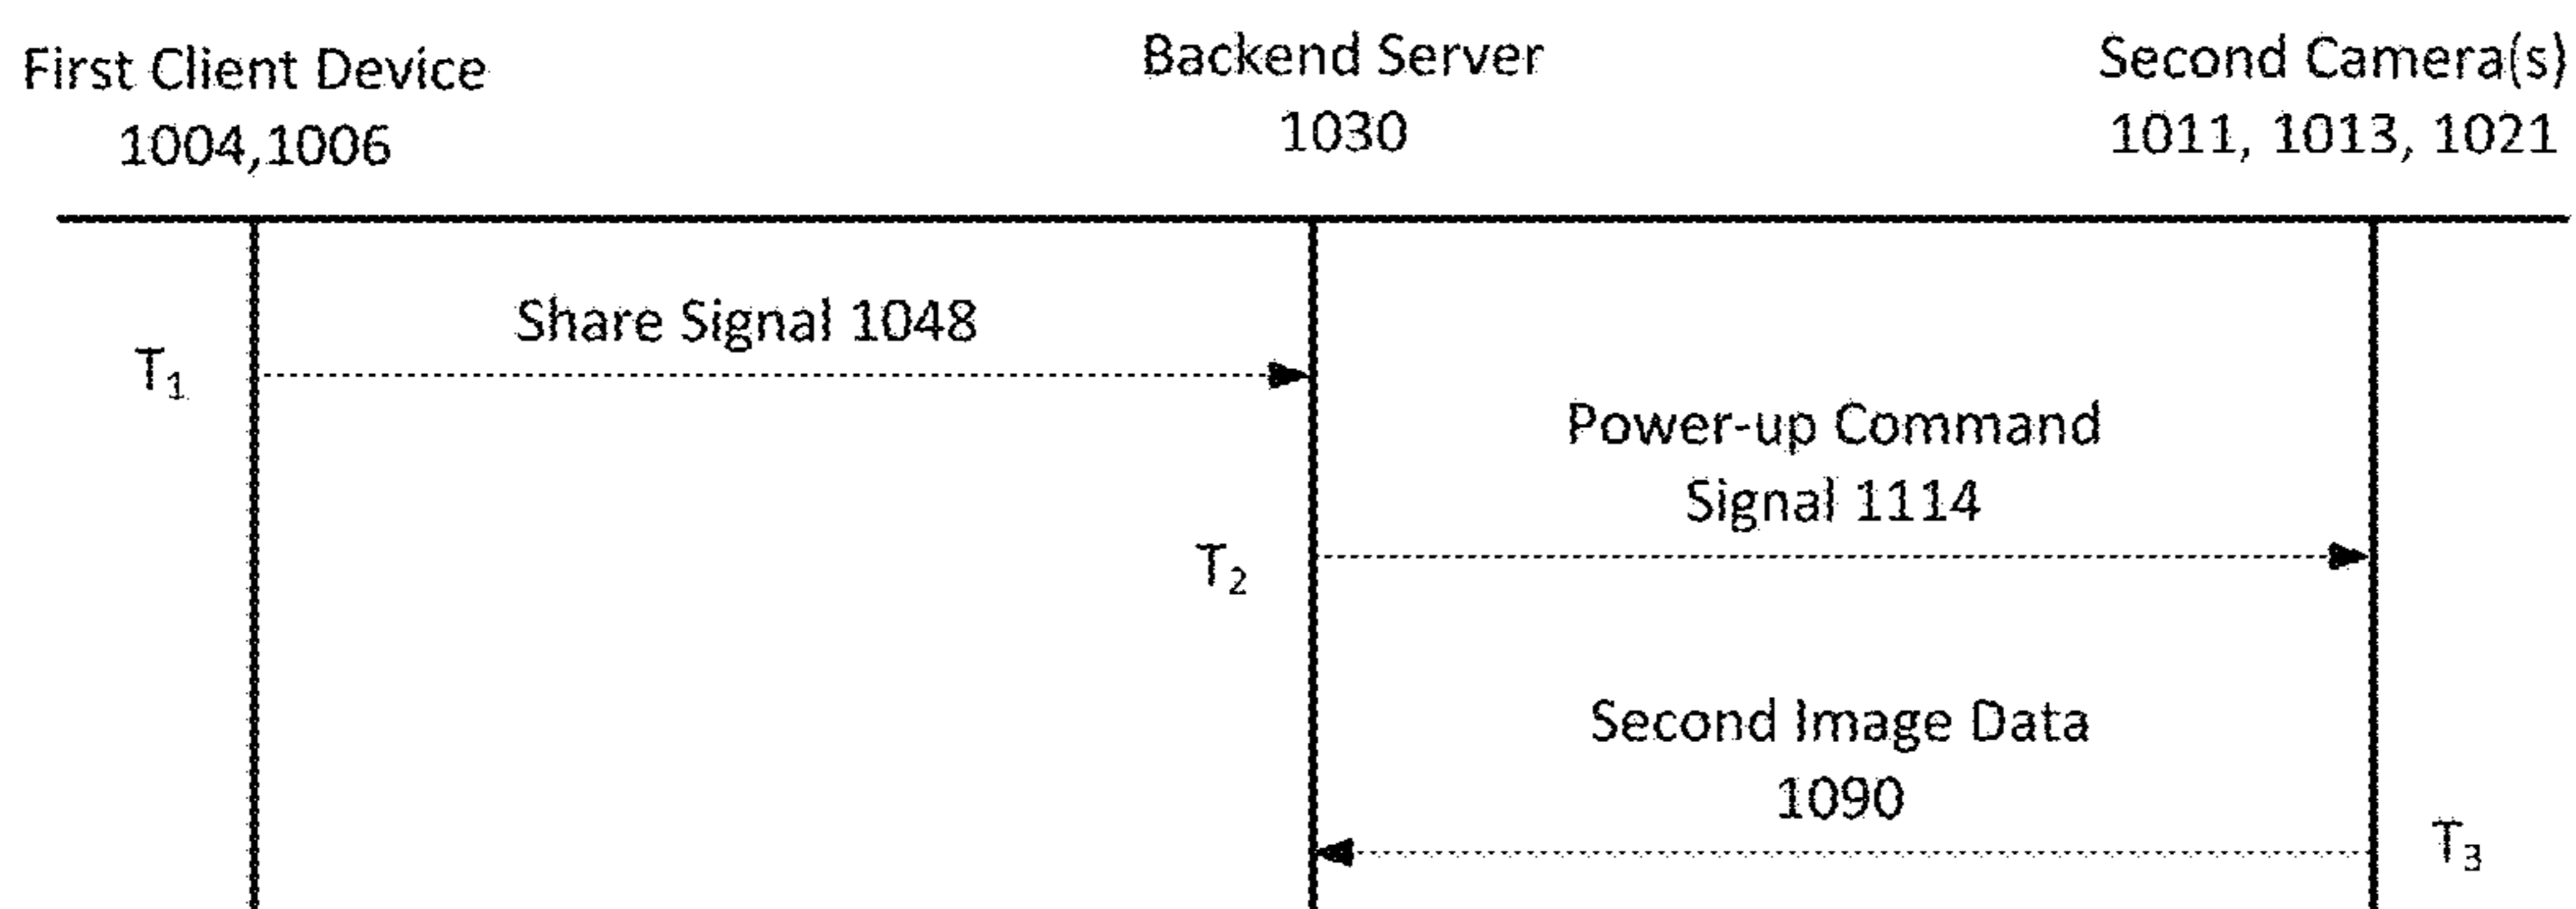 First Client Device
1004,1006
Backend Server
1030
Second Camera(s)
1011, 1013, 1021
Share Signal 1048
T1
Power-up Command
Signal 1114
T2
Second Image Data
1090
T3